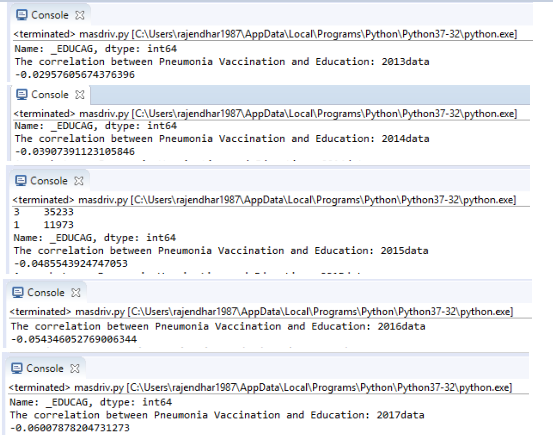 Console
<terminated> masdriv.py [C:\Users\rajendhar1987\AppData\Local\Programs\Python\Python37-32\python.exe]
Name: _EDUCAG, dtype: int64
The correlation between Pneumonia Vaccination and Education: 2013data
-0.02957605674376396
Console
<terminated> masdriv.py [C:\Users\rajendhar1987\AppData\Local\Programs\Python\Python37-32\python.exe]
Name: _EDUCAG, dtype: int64
The correlation between Pneumonia Vaccination and Education: 2014data
-0.03907391123105846
Console
<terminated> masdriv.py [C:\Users\rajendhar1987\AppData\Local\Programs\Python\Python37-32\python.exe]
3 35233
1 11973
Name: _EDUCAG, dtype: int64
The correlation between Pneumonia Vaccination and Education: 2015data
-0.0485543924747053
Console
<terminated> masdriv.py [C:\Users\rajendhar1987\AppData\Local\Programs\Python\Python37-32\python.exe]
The correlation between Pneumonia Vaccination and Education: 2016data
-0.054346052769006344
Console
<terminated> masdriv.py [C:\Users\rajendhar1987\AppData\Local\Programs\Python\Python37-32\python.exe]
Name: _EDUCAG, dtype: int64
The correlation between Pneumonia Vaccination and Education: 2017data
-0.06007878204731273